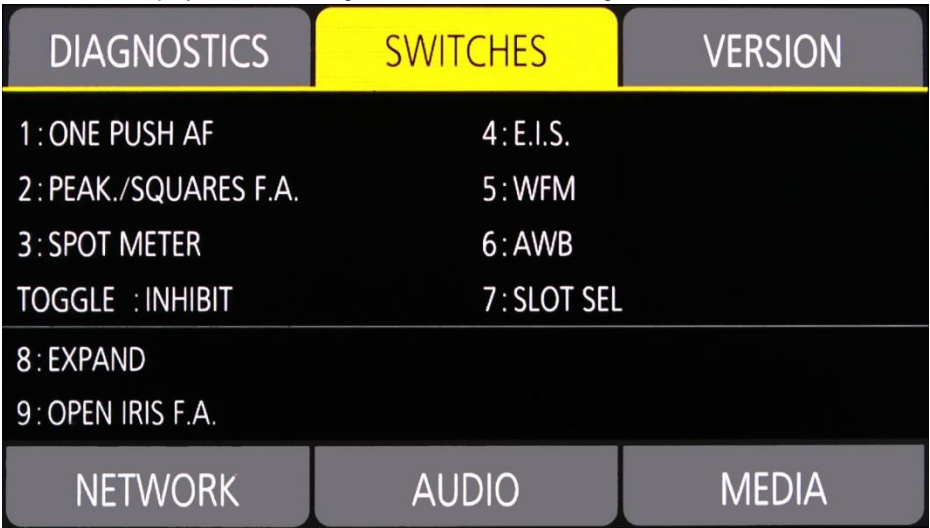 DIAGNOSTICS SWITCHES VERSION
1:ONE PUSH AF 4:E.I.S.
2:PEAK./SQUARES F.A. 5:WFM
3:SPOT METER 6:AWB
TOGGLE :INHIBIT 7:SLOT SEL
8:EXPAND
9:OPEN IRIS F.A.
NETWORK AUDIO MEDIA